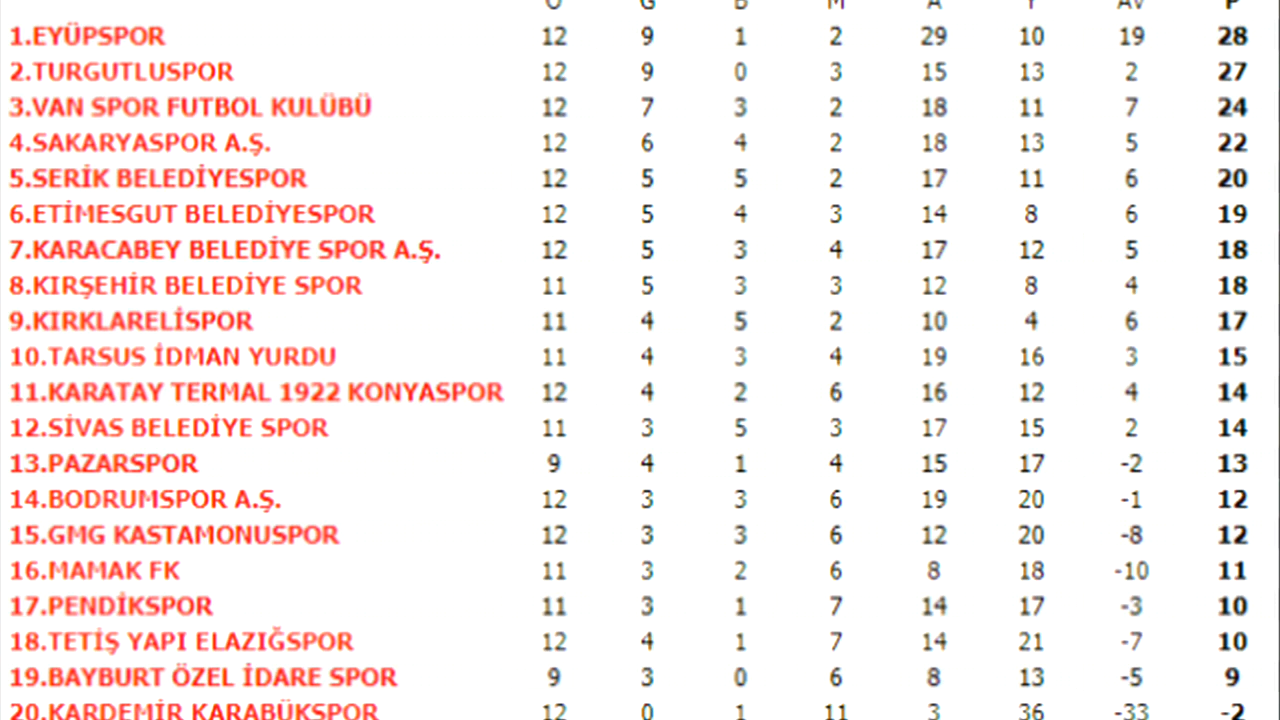 O G B M A Y AV P
1.EYÜPSPOR 12 9 1 2 29 10 19 28
2.TURGUTLUSPOR 12 9 0 3 15 13 2 27
3.VAN SPOR FUTBOL KULÜBÜ 12 7 3 2 18 11 7 24
4.SAKARYASPOR A.Ş. 12 6 4 2 18 13 5 22
5.SERİK BELEDİYESPOR 12 5 5 2 17 11 6 20
6.ETİMESGUT BELEDİYESPOR 12 5 4 3 14 8 6 19
7.KARACABEY BELEDİYE SPOR A.Ş. 12 5 3 4 17 12 5 18
8.KIRŞEHİR BELEDİYE SPOR 11 5 3 3 12 8 4 18
9.KIRKLARELİSPOR 11 4 5 2 10 4 6 17
10.TARSUS İDMAN YURDU 11 4 3 4 19 16 3 15
11.KARATAY TERMAL 1922 KONYASPOR 12 4 2 6 16 12 4 14
12.SİVAS BELEDİYE SPOR 11 3 5 3 17 15 2 14
13.PAZARSPOR 9 4 1 4 15 17 -2 13
14.BODRUMSPOR A.Ş. 12 3 3 6 19 20 -1 12
15.GMG KASTAMONUSPOR 12 3 3 6 12 20 -8 12
16.MAMAK FK 11 3 2 6 8 18 -10 11
17.PENDİKSPOR 11 3 1 7 14 17 -3 10
18.TETİŞ YAPI ELAZIĞSPOR 12 4 1 7 14 21 -7 10
19.BAYBURT ÖZEL İDARE SPOR 9 3 0 6 8 13 -5 9
20.KARDEMİR KARABÜKSPOR 12 0 1 11 3 36 -33 -2